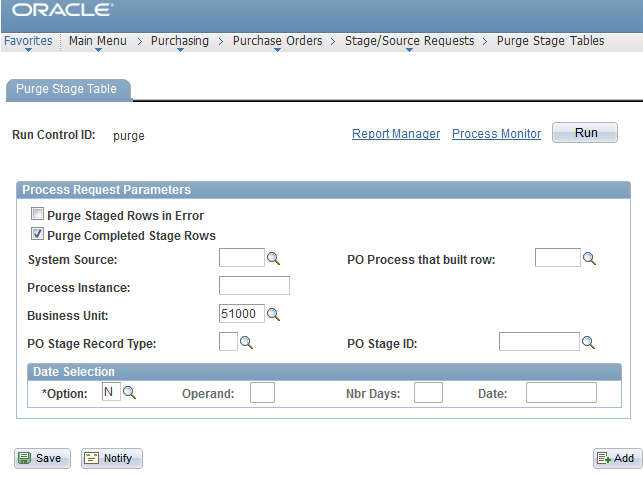 ORACLE
Favorites Main Menu > Purchasing > Purchase Orders > Stage/Source Requests > Purge Stage Tables
Purge Stage Table
Run Control ID: purge Report Manager Process Monitor Run
Process Request Parameters
Purge Staged Rows in Error
Purge Completed Stage Rows
System Source: PO Process that built row:
Process Instance:
Business Unit: 51000
PO Stage Record Type: PO Stage ID:
Date Selection
*Option: N Operand: Nbr Days: Date:
Save Notify Add